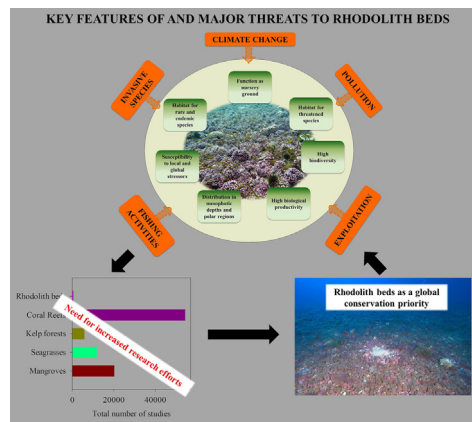 KEY FEATURES OF AND MAJOR THREATS TO RHODOLITH BEDS
CLIMATE CHANGE
INVASIVE
SPECIES
POLLUTION
Function as
nursery
ground
Habitat for
rare and
endemic
species
Habitat for
threatened
species
Susceptibility
to local and
global
stressors
High
biodiversity
Distribution in
mesophotic
depths and
polar regions
High biological
productivity
FISHING
ACTIVITIES
EXPLOITATION
Rhodolith beds
Coral Reefs
Kelp forests
Seagrasses
Mangroves
Need for increased research efforts
0
20000
40000
Total number of studies
Rhodolith beds as a global
conservation priority